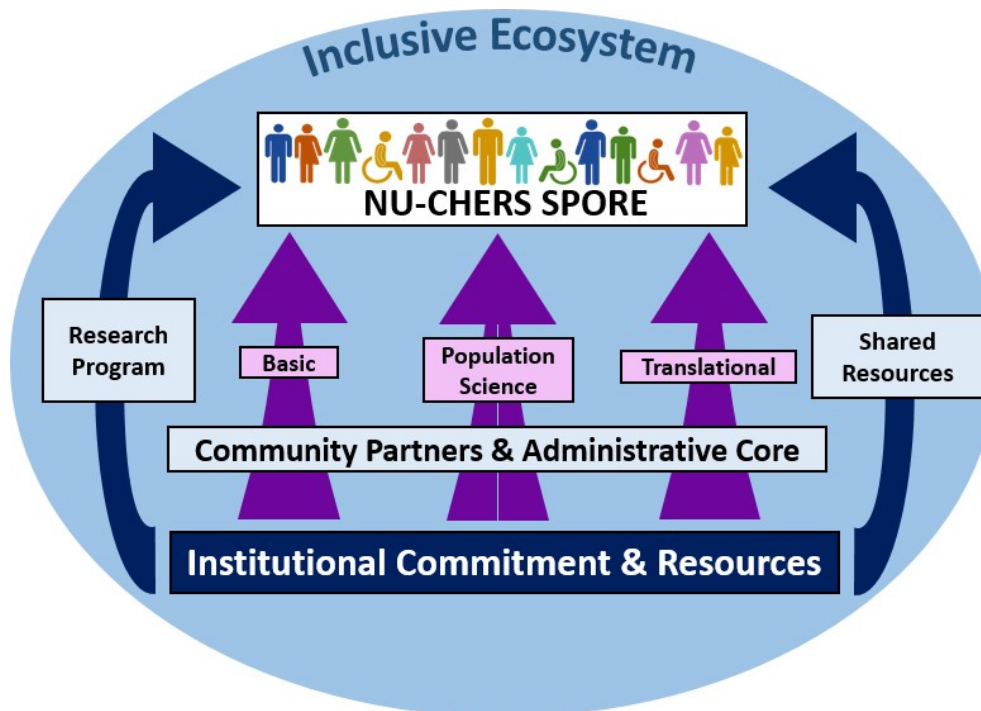 Inclusive Ecosystem
NU-CHERS SPORE
Research
Program
Basic
Population
Science
Translational
Shared
Resources
Community Partners & Administrative Core
Institutional Commitment & Resources